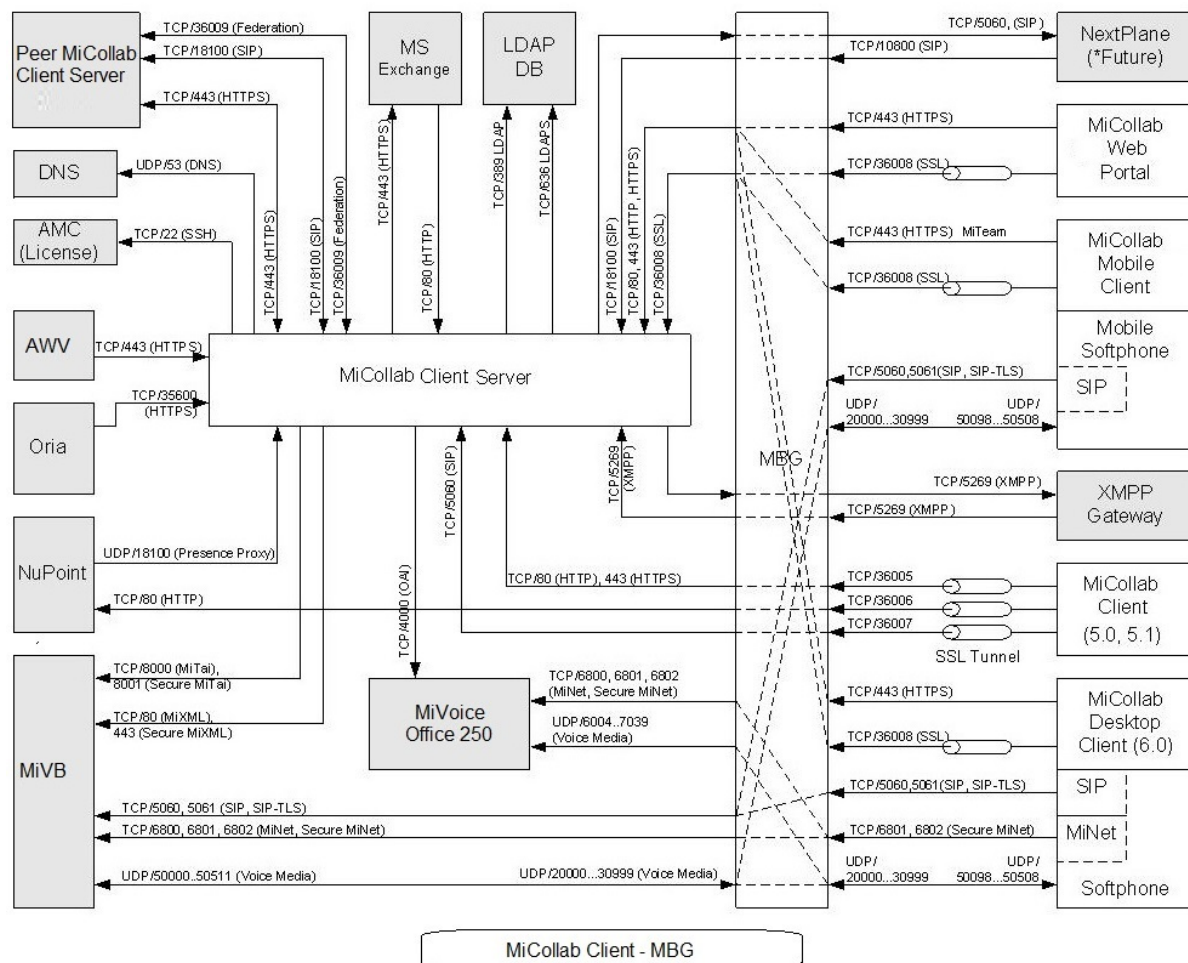 Peer MiCollab
Client Server
TCP/36009 (Federation)
TCP/18100 (SIP)
TCP/443 (HTTPS)
MS
Exchange
LDAP
DB
TCP/5060, (SIP)
TCP/10800 (SIP)
NextPlane
(*Future)
DNS
UDP/53 (DNS)
AMC
(License)
TCP/22 (SSH)
TCP/443 (HTTPS)
TCP/18100 (SIP)
TCP/36009 (Federation)
TCP/443 (HTTPS)
TCP/80 (HTTP)
TCP/389 LDAP
TCP/636 LDAPS
TCP/18100 (SIP)
TCP/80, 443 (HTTP, HTTPS)
TCP/36008 (SSL)
TCP/443 (HTTPS)
TCP/36008 (SSL)
MiCollab
Web
Portal
TCP/443 (HTTPS) MiTeam
TCP/36008 (SSL)
MiCollab
Mobile
Client
Mobile
Softphone
TCP/5060,5061(SIP, SIP-TLS)
SIP
UDP/
20000...30999
UDP/
50098...50508
AWV
TCP/443 (HTTPS)
MiCollab Client Server
Oria
TCP/35600
(HTTPS)
MBG
TCP/5060 (SIP)
TCP/5269
(XMPP)
TCP/5269 (XMPP)
TCP/5269 (XMPP)
XMPP
Gateway
NuPoint
UDP/18100 (Presence Proxy)
TCP/80 (HTTP)
TCP/80 (HTTP), 443 (HTTPS)
TCP/4000 (OAI)
TCP/36005
TCP/36006
TCP/36007
SSL Tunnel
MiCollab
Client
(5.0, 5.1)
MiVB
TCP/8000 (MiTai),
8001 (Secure MiTai)
TCP/80 (MiXML),
443 (Secure MiXML)
MiVoice
Office 250
TCP/6800, 6801, 6802
(MiNet, Secure MiNet)
UDP/6004..7039
(Voice Media)
TCP/443 (HTTPS)
TCP/36008 (SSL)
MiCollab
Desktop
Client (6.0)
TCP/5060, 5061 (SIP, SIP-TLS)
TCP/5060,5061(SIP, SIP-TLS)
SIP
TCP/6800, 6801, 6802 (MiNet, Secure MiNet)
TCP/6801, 6802 (Secure MiNet)
MiNet
UDP/50000..50511 (Voice Media)
UDP/20000...30999 (Voice Media)
UDP/
20000...30999
UDP/
50098...50508
Softphone
MiCollab Client - MBG